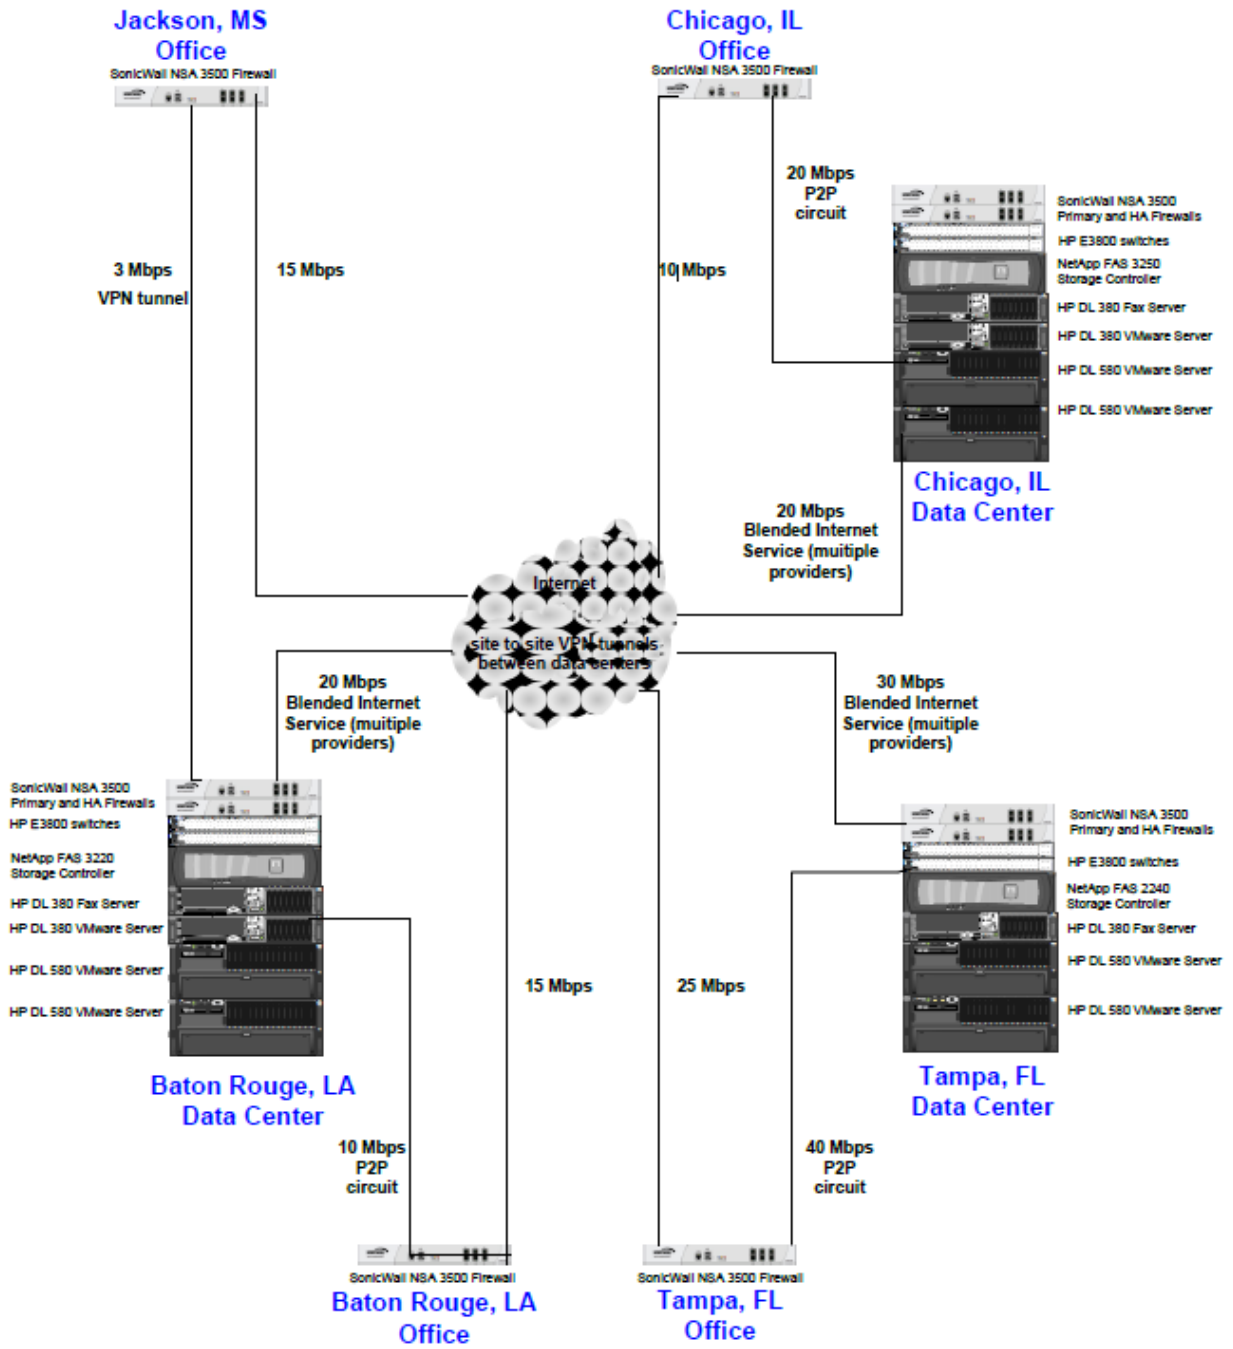 Jackson, MS
Office
SonicWall NSA 3500 Firewall
Chicago, IL
Office
SonicWall NSA 3500 Firewall
20 Mbps
P2P
circuit
SonicWall NSA 3500
Primary and HA Firewalls
HP E3800 switches
NetApp FAS 3250
Storage Controller
HP DL 380 Fax Server
HP DL 380 VMware Server
HP DL 580 VMware Server
HP DL 580 VMware Server
Chicago, IL
Data Center
3 Mbps
VPN tunnel
15 Mbps
10 Mbps
20 Mbps
Blended Internet
Service (muitiple
providers)
Internet
site to site VPN tunnels
between data centers
20 Mbps
Blended Internet
Service (muitiple
providers)
30 Mbps
Blended Internet
Service (muitiple
providers)
SonicWall NSA 3500
Primary and HA Firewalls
HP E3800 switches
NetApp FAS 3220
Storage Controller
HP DL 380 Fax Server
HP DL 380 VMware Server
HP DL 580 VMware Server
HP DL 580 VMware Server
Baton Rouge, LA
Data Center
SonicWall NSA 3500
Primary and HA Firewalls
HP E3800 switches
NetApp FAS 2240
Storage Controller
HP DL 380 Fax Server
HP DL 580 VMware Server
HP DL 580 VMware Server
Tampa, FL
Data Center
15 Mbps
25 Mbps
10 Mbps
P2P
circuit
40 Mbps
P2P
circuit
SonicWall NSA 3500 Firewall
Baton Rouge, LA
Office
SonicWall NSA 3500 Firewall
Tampa, FL
Office